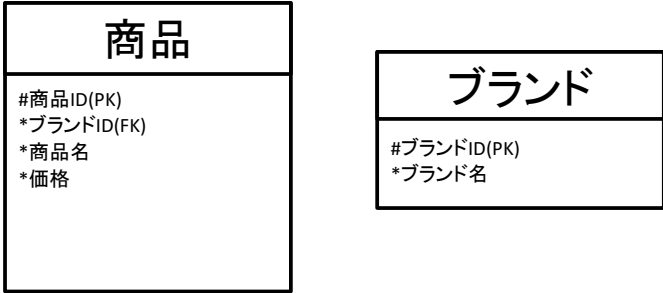 商品
#商品ID(PK)
*ブランドID(FK)
*商品名
*価格
ブランド
#ブランドID(PK)
*ブランド名